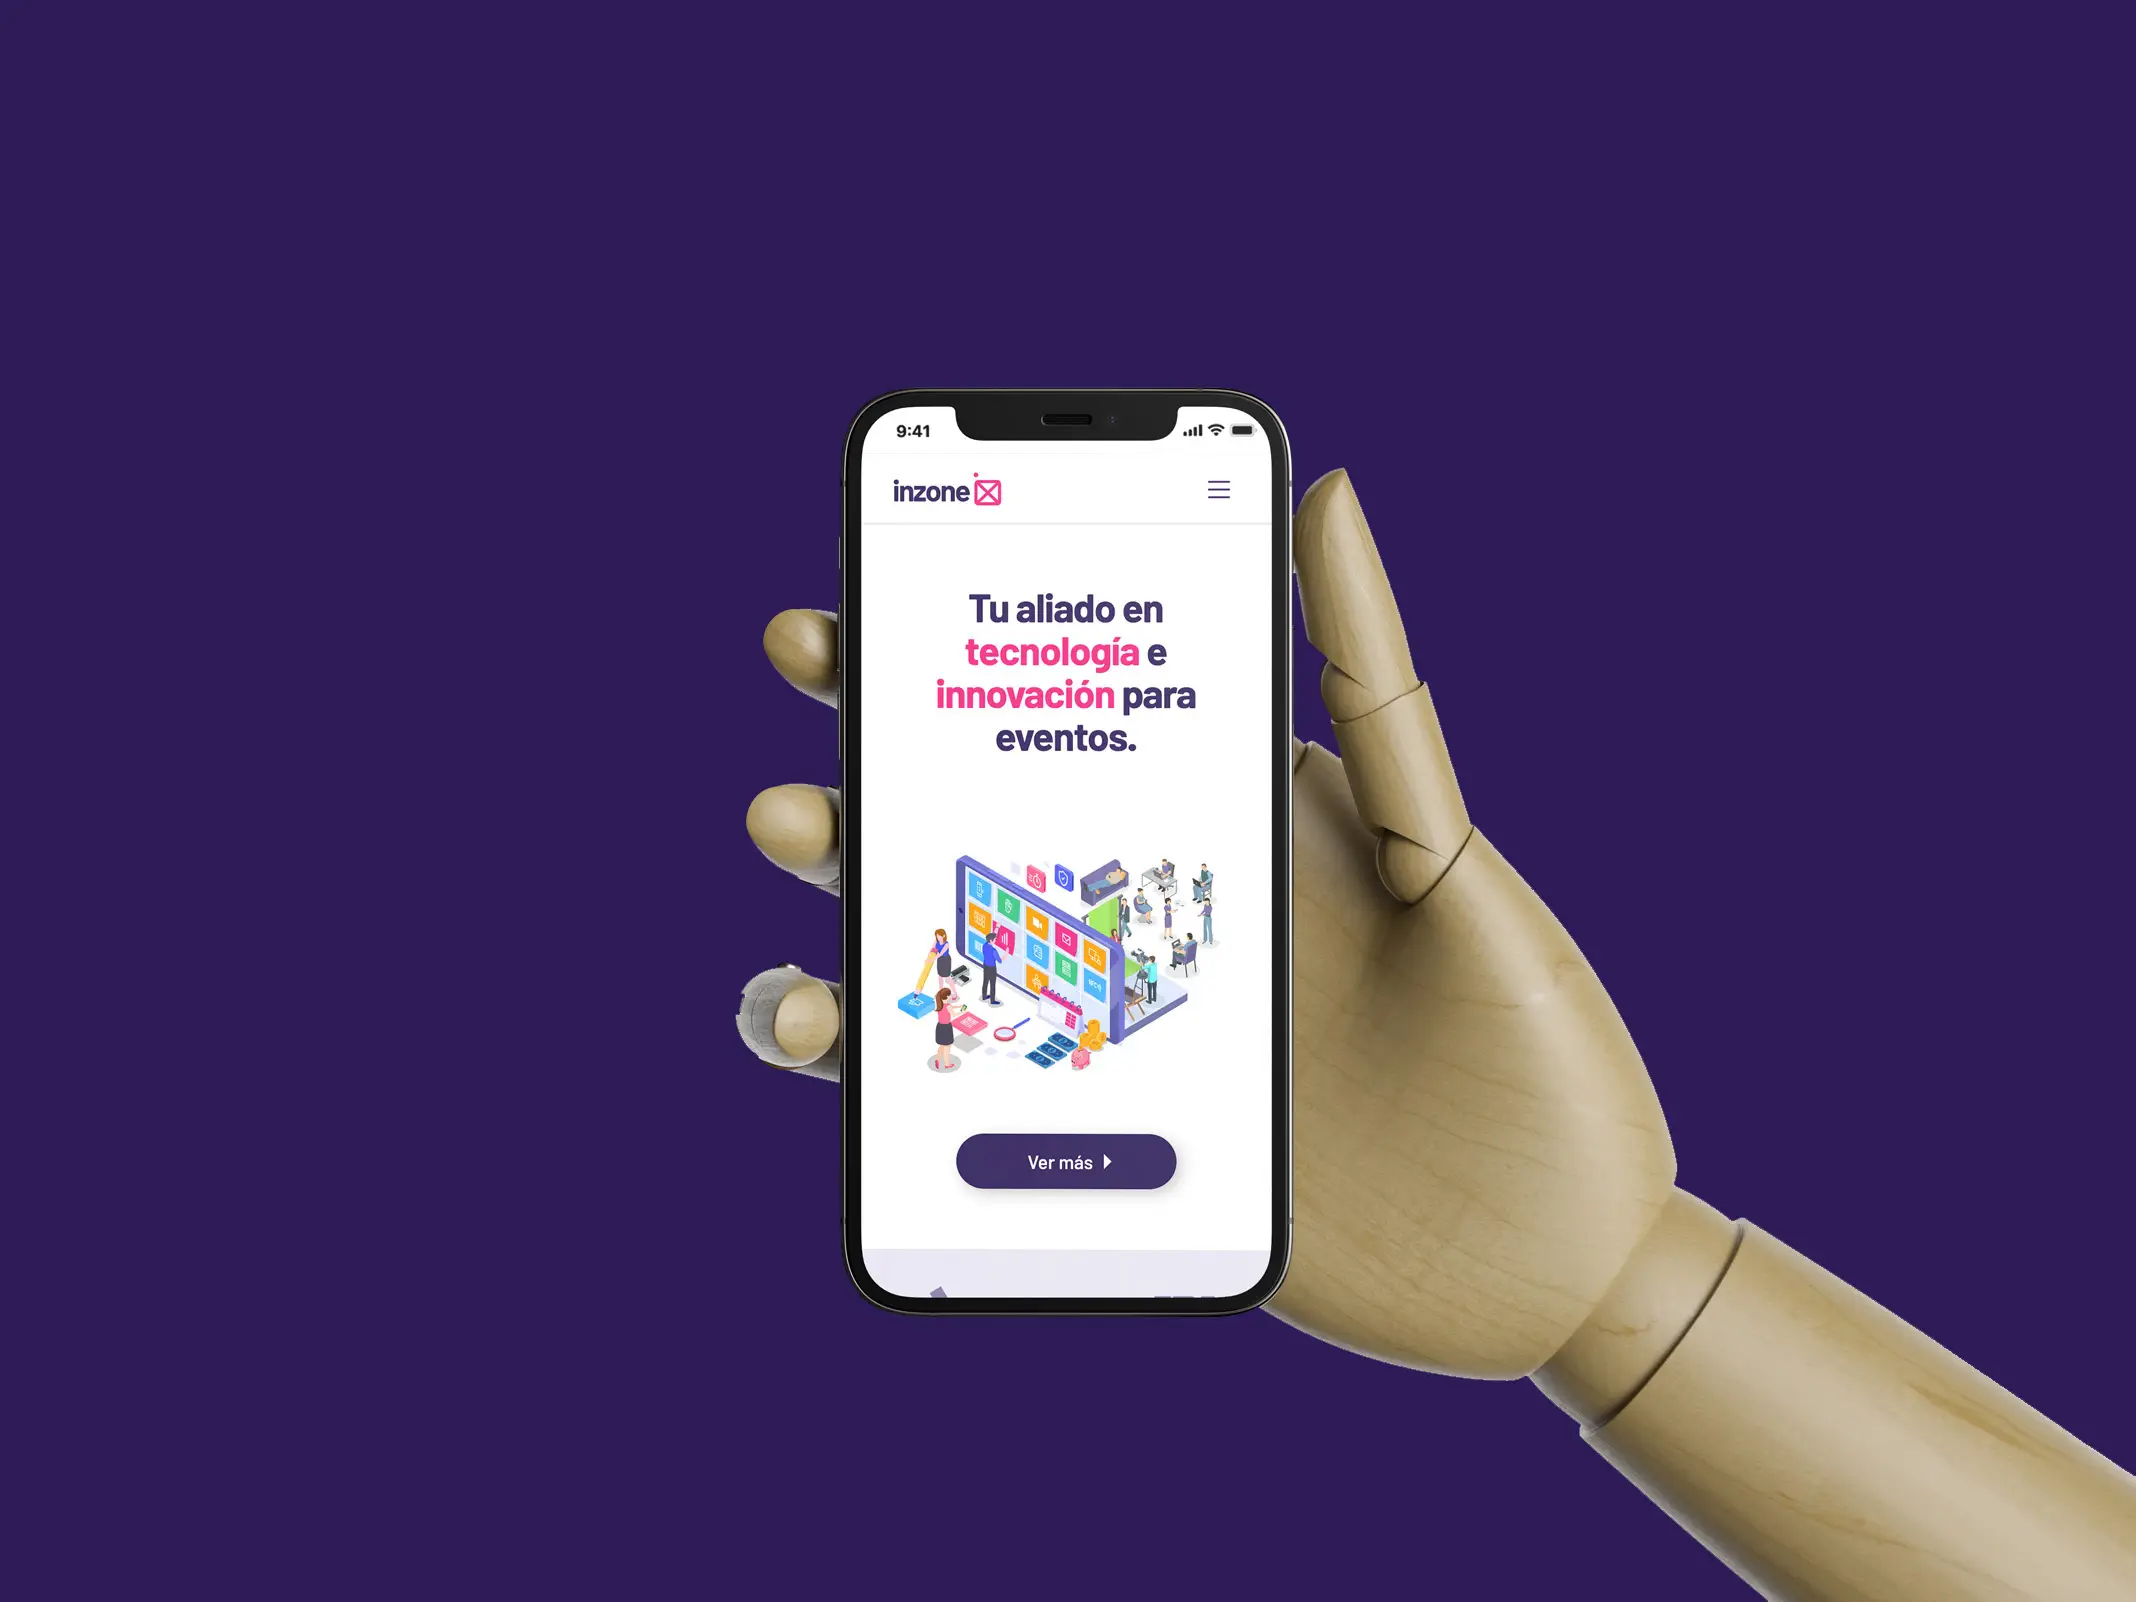 9:41
inzone
Tu aliado en
tecnología e
innovación para
eventos.
Ver más